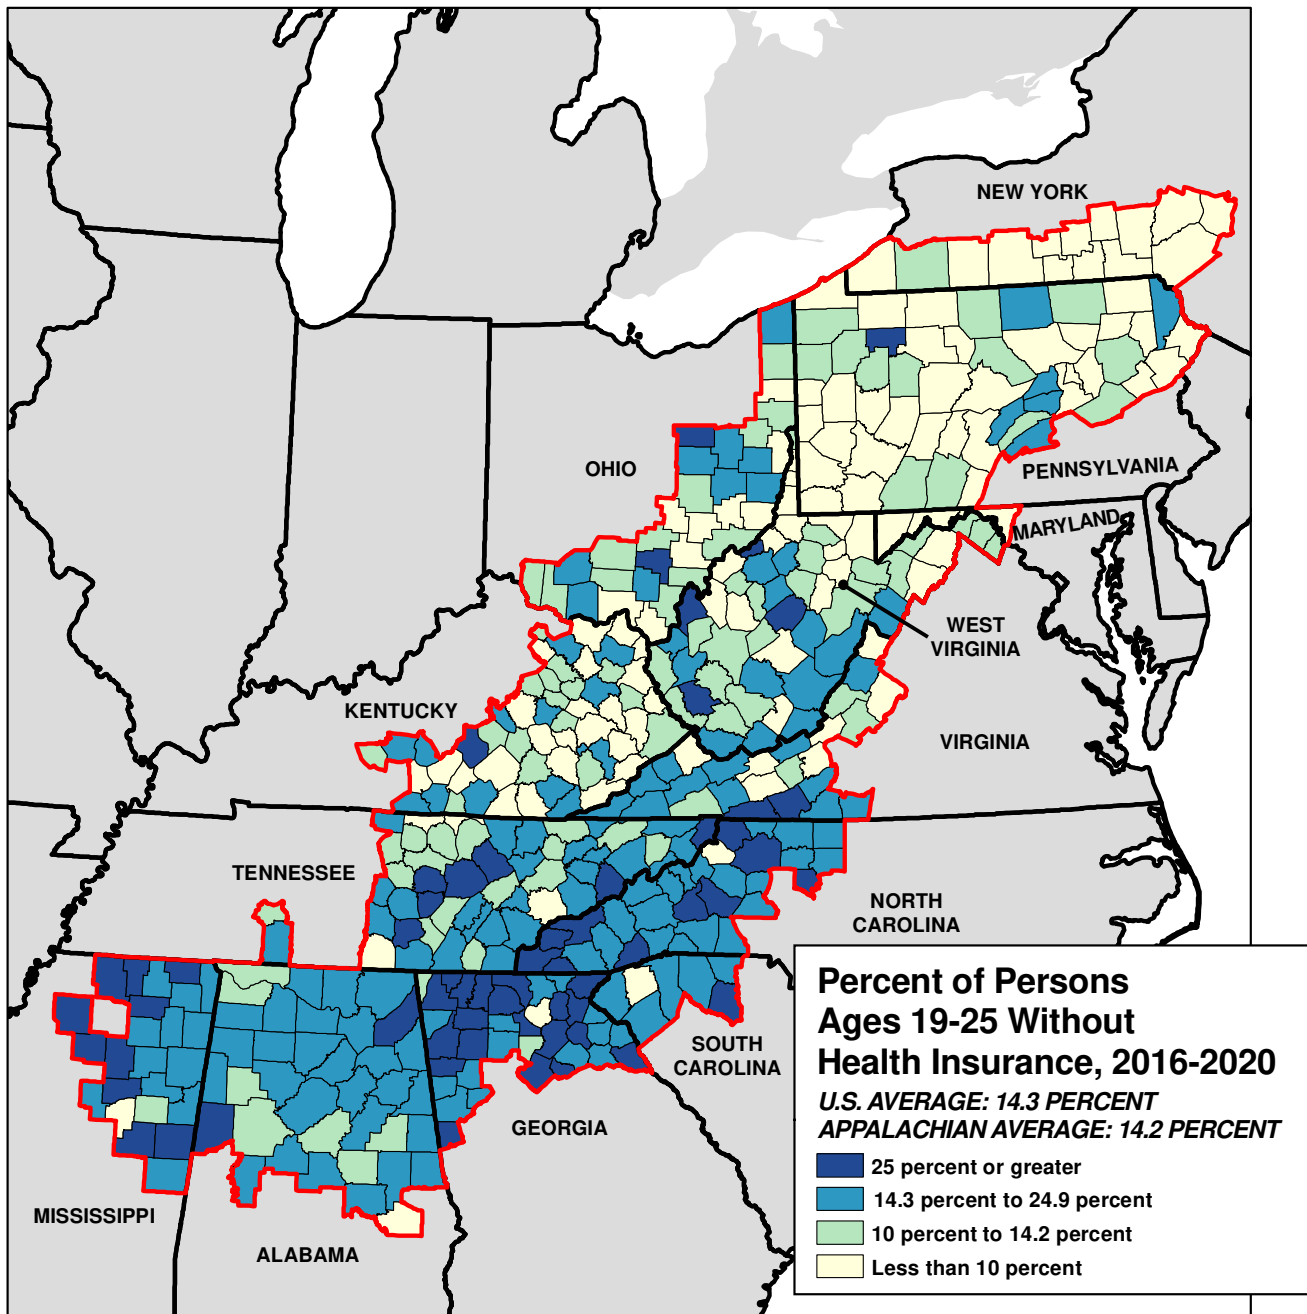 NEW YORK
OHIO
PENNSYLVANIA
MARYLAND
WEST
VIRGINIA
KENTUCKY
VIRGINIA
TENNESSEE
NORTH
CAROLINA
SOUTH
CAROLINA
GEORGIA
MISSISSIPPI
ALABAMA
Percent of Persons
Ages 19-25 Without
Health Insurance, 2016-2020
U.S. AVERAGE: 14.3 PERCENT
APPALACHIAN AVERAGE: 14.2 PERCENT
25 percent or greater
14.3 percent to 24.9 percent
10 percent to 14.2 percent
Less than 10 percent